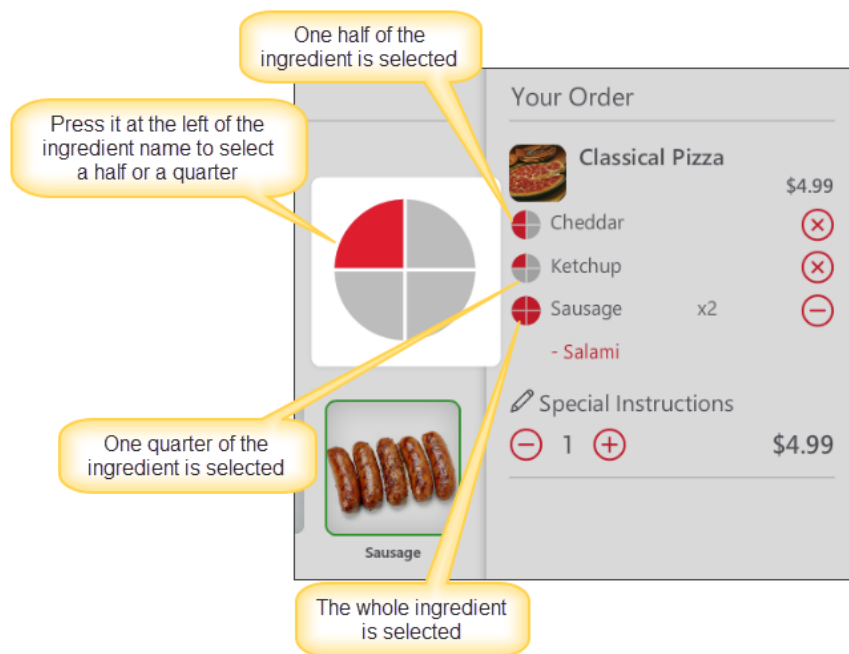 One half of the
ingredient is selected
Press it at the left of the
ingredient name to select
a half or a quarter
Your Order
Classical Pizza
$4.99
Cheddar
Ketchup
Sausage x2
- Salami
Special Instructions
1 $4.99
One quarter of the
ingredient is selected
Sausage
The whole ingredient
is selected